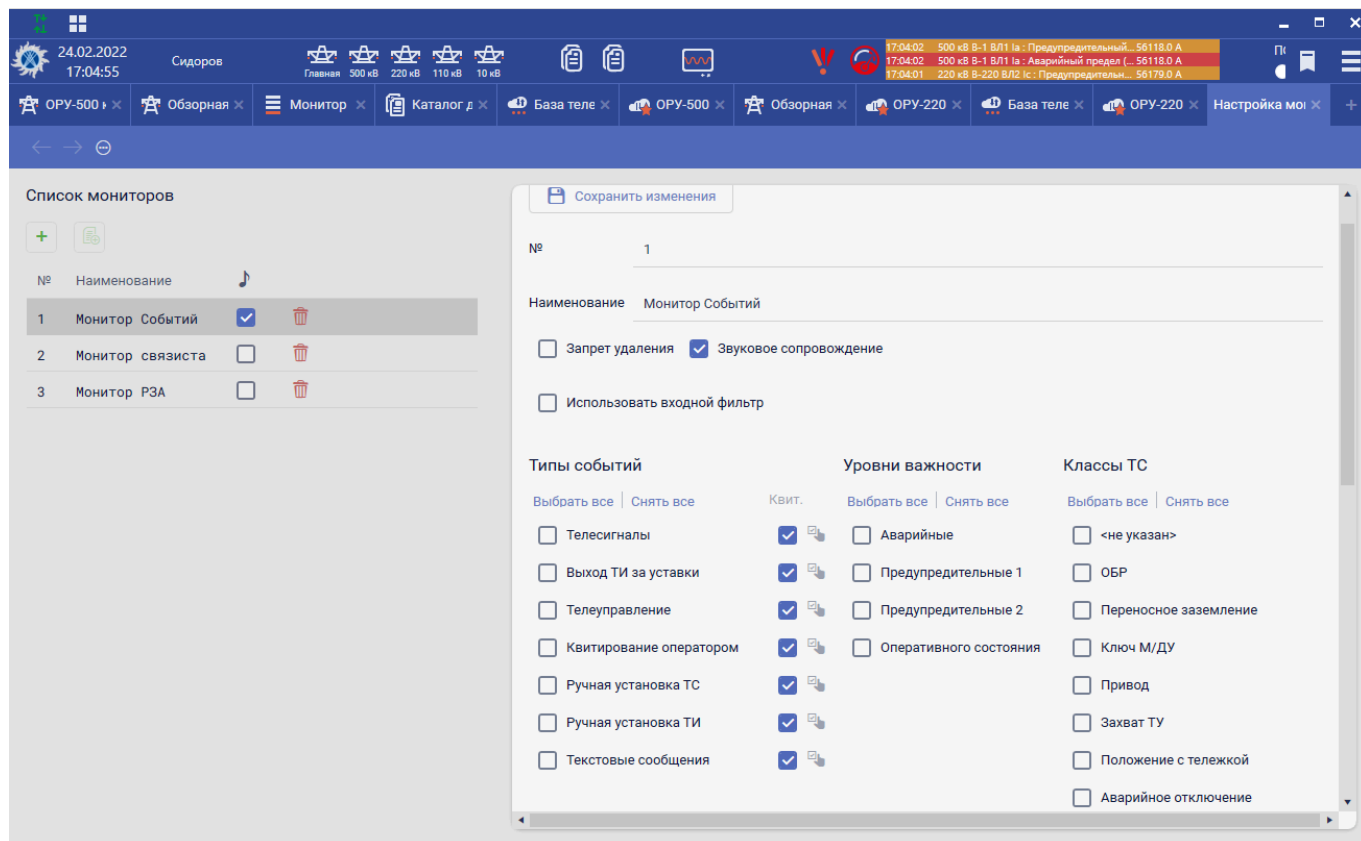 24.02.2022
17:04:55
Сидоров
Главная 500 кВ 220 кВ 110 кВ 10 кВ
17:04:02 500 кВ В-1 ВЛ1 Ia : Предупредительный... 56118.0 А
17:04:02 500 кВ В-1 ВЛ1 Ia : Аварийный предел (... 56118.0 А
17:04:01 220 кВ В-220 ВЛ2 Ic : Предупредительн... 56179.0 А
ОРУ-500 Обзорная Монитор Каталог д База теле ОРУ-500 Обзорная ОРУ-220 База теле ОРУ-220 Настройка мо
Список мониторов
Сохранить изменения
№ 1
№ Наименование
Наименование Монитор Событий
1 Монитор Событий
2 Монитор связиста
3 Монитор РЗА
Запрет удаления Звуковое сопровождение
Использовать входной фильтр
Типы событий Уровни важности Классы ТС
Выбрать все Снять все Квит. Выбрать все Снять все Выбрать все Снять все
Телесигналы Аварийные <не указан>
Выход ТИ за уставки Предупредительные 1 ОБР
Телеуправление Предупредительные 2 Переносное заземление
Квитирование оператором Оперативного состояния Ключ М/ДУ
Ручная установка ТС Привод
Ручная установка ТИ Захват ТУ
Текстовые сообщения Положение с тележкой
Аварийное отключение